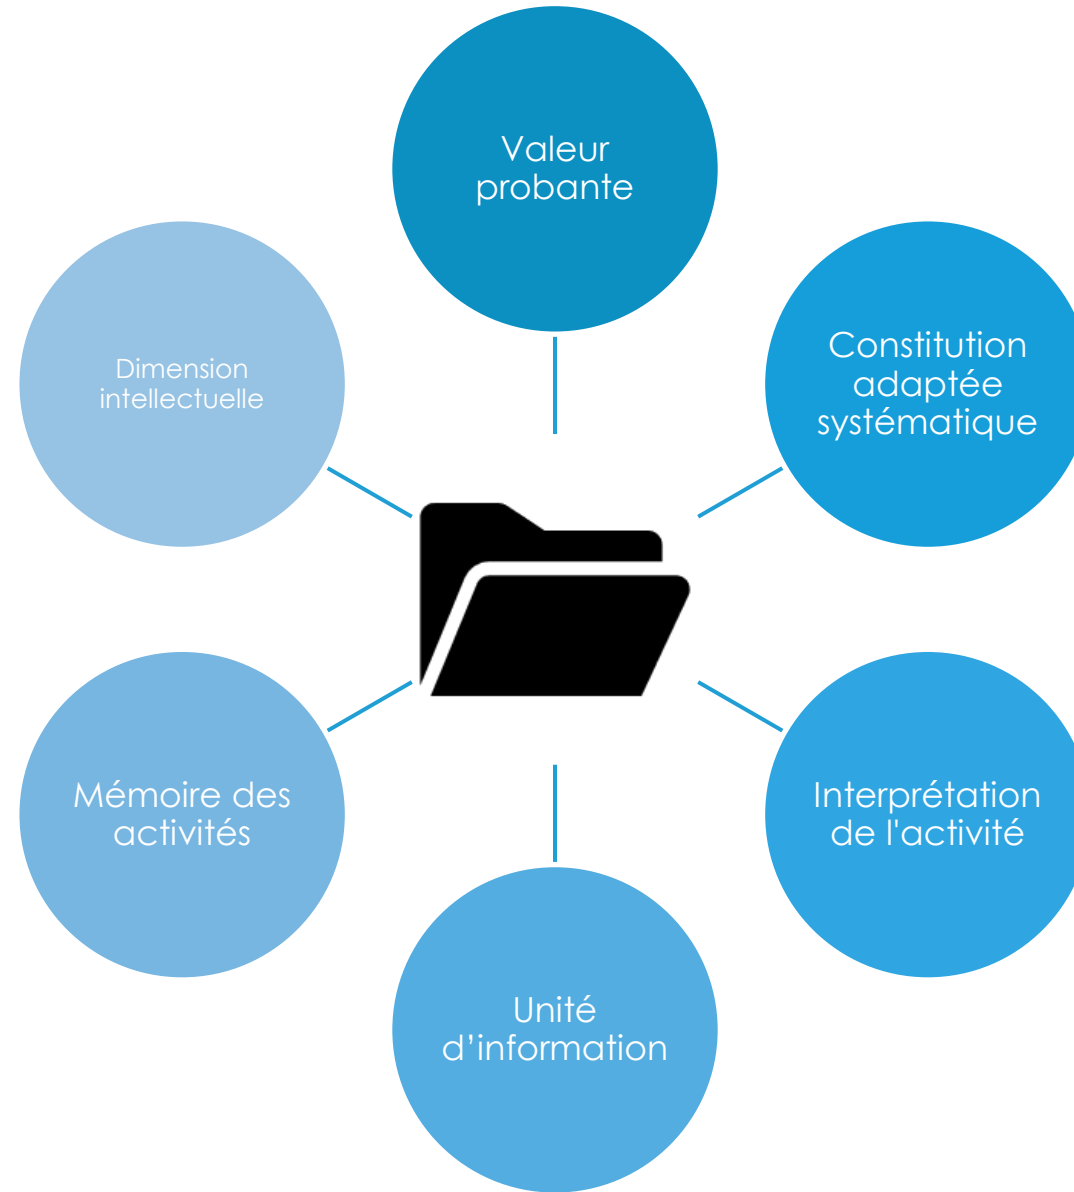 Valeur
probante
Constitution
adaptée
systématique
Dimension
intellectuelle
Mémoire des
activités
Interprétation
de l'activité
Unité
d’information